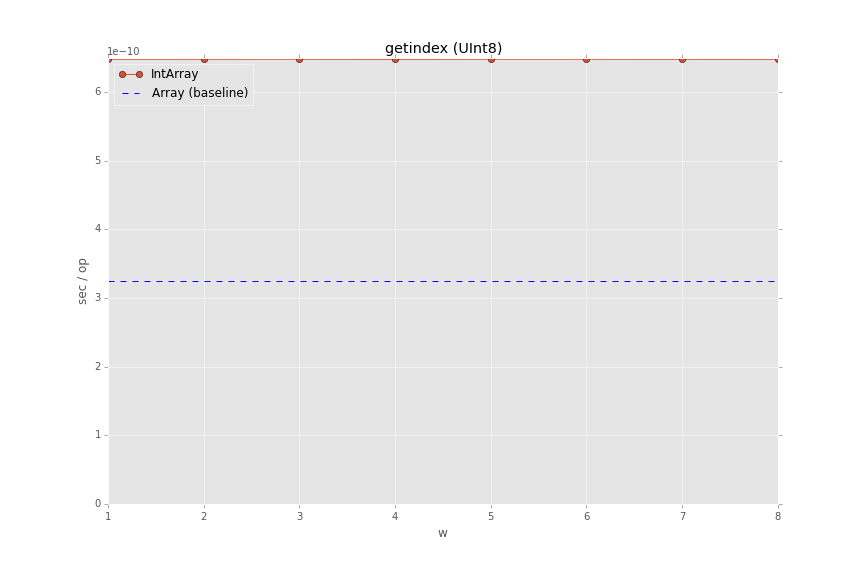 getindex (UInt8)
1e−10
IntArray
Array (baseline)
6
5
4
3
2
1
0
sec / op
1 2 3 4 5 6 7 8
w